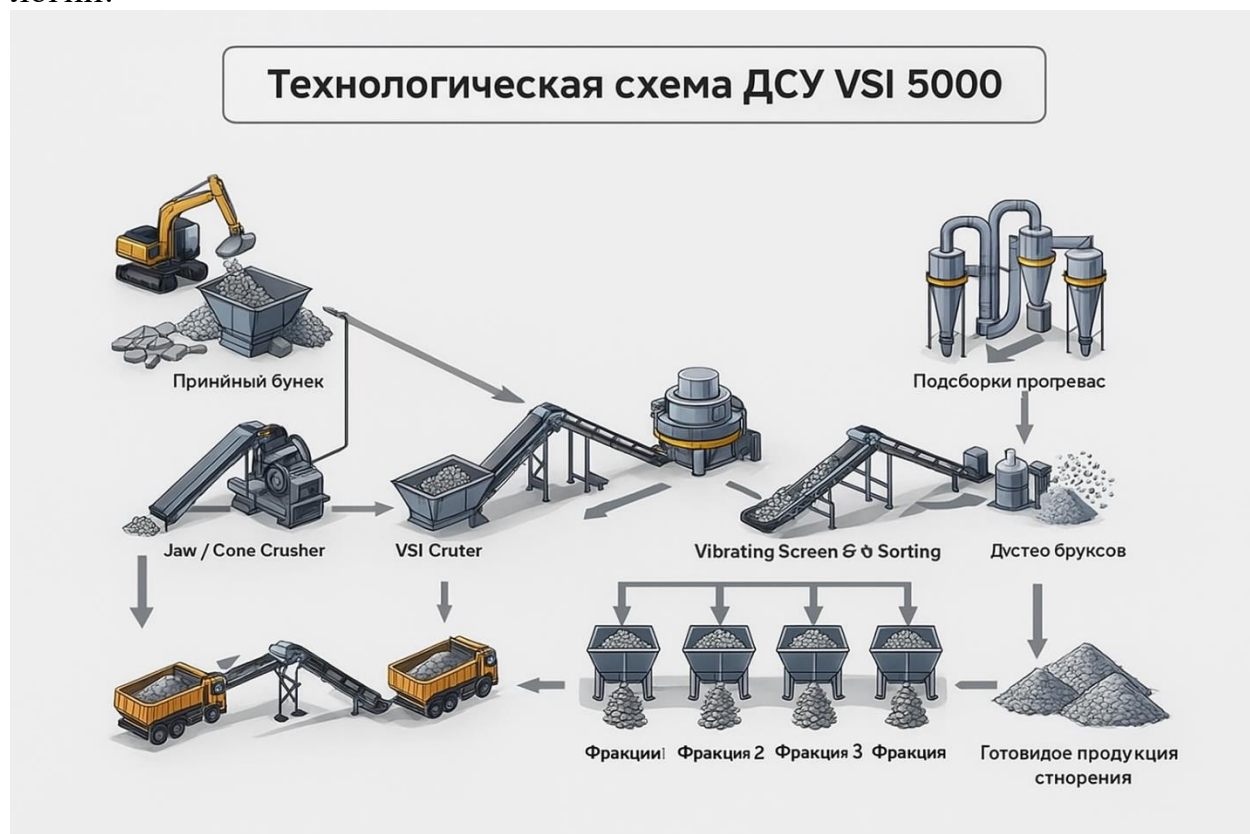 Технологическая схема ДСУ VSI 5000
Принйный бунек
Подсборки прогревас
Jaw / Cone Crusher
VSI Cruter
Vibrating Screen & Sorting
Дустео бруксов
Фракции Фракция 2 Фракция 3 Фракция
Готовидое продукция
стнорения